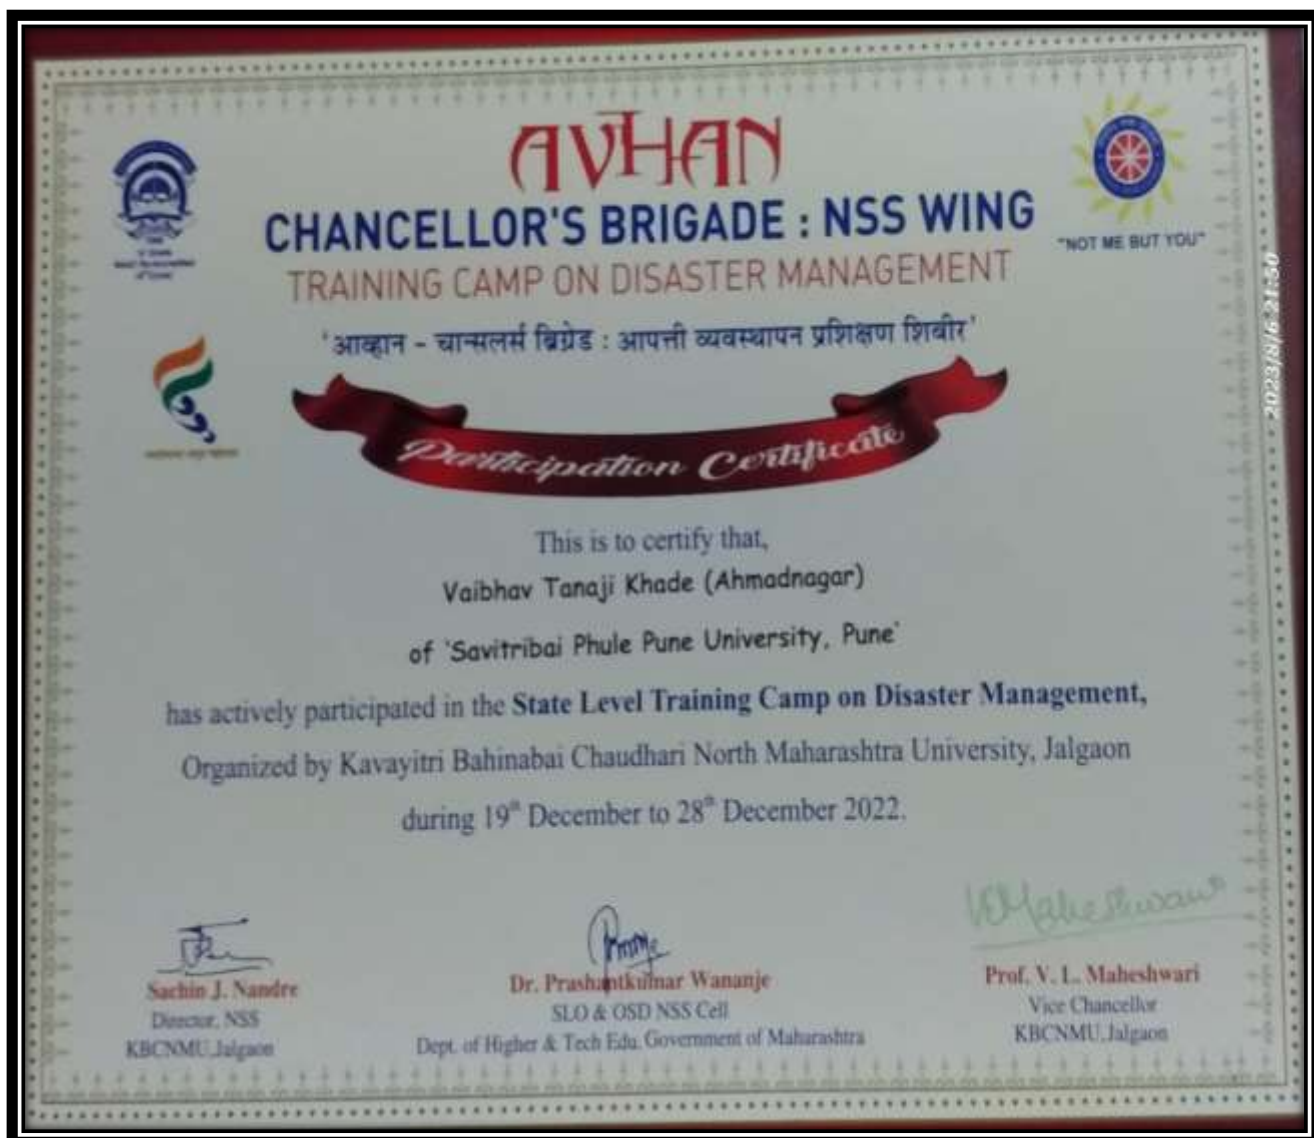 AVHAN
CHANCELLOR'S BRIGADE : NSS WING
"NOT ME BUT YOU"
TRAINING CAMP ON DISASTER MANAGEMENT
'आव्हान - चान्सलर्स ब्रिग्रेड : आपत्ती व्यवस्थापन प्रशिक्षण शिबीर'
Participation Certificate
This is to certify that,
Vaibhav Tanaji Khade (Ahmadnagar)
of 'Savitribai Phule Pune University, Pune'
has actively participated in the State Level Training Camp on Disaster Management,
Organized by Kavayitri Bahinabai Chaudhari North Maharashtra University, Jalgaon
during 19th December to 28th December 2022.
VLMaheshwari
Sachin J. Nandre
Director, NSS
KBCNMU,Jalgaon
Dr. Prashantkumar Wananje
SLO & OSD NSS Cell
Dept. of Higher & Tech Edu. Government of Maharashtra
Prof. V. L. Maheshwari
Vice Chancellor
KBCNMU,Jalgaon
2023/8/6 21:50